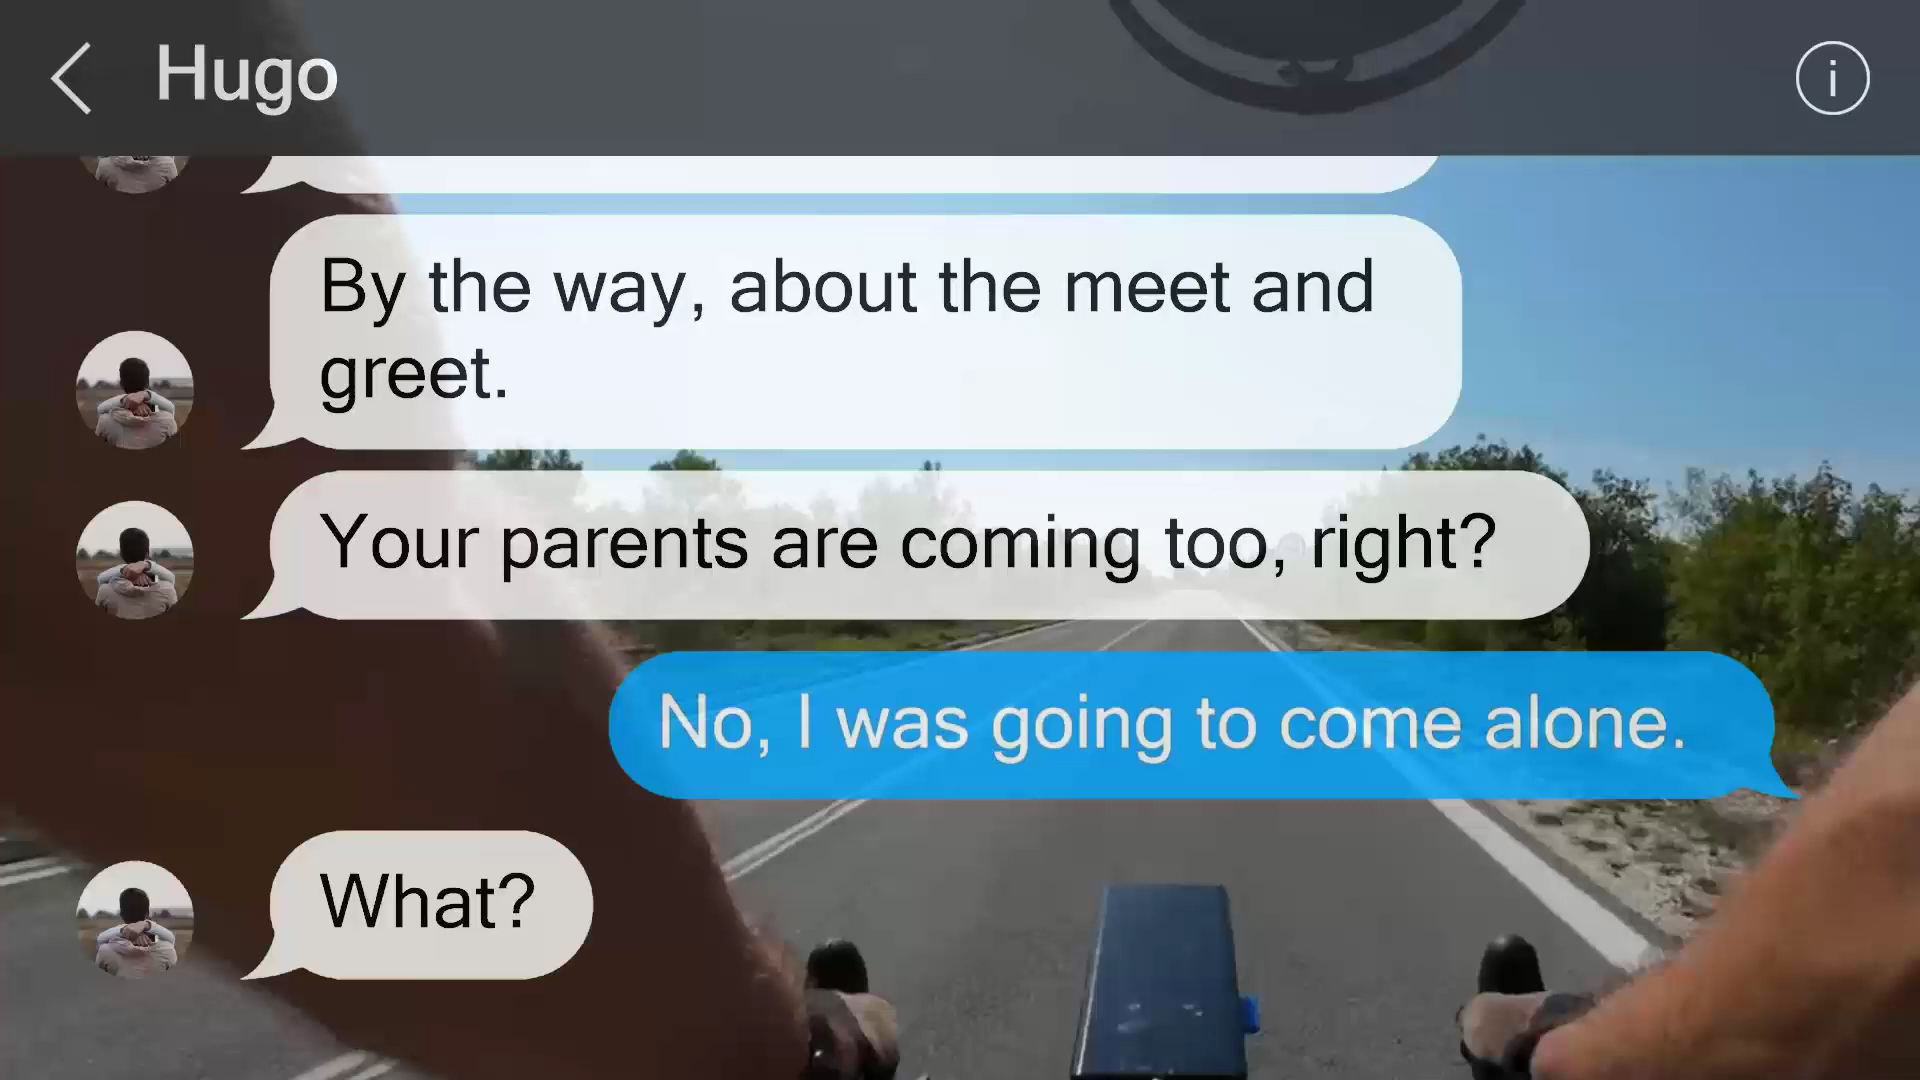 Hugo
By the way, about the meet and
greet.
Your parents are coming too, right?
No, I was going to come alone.
What?